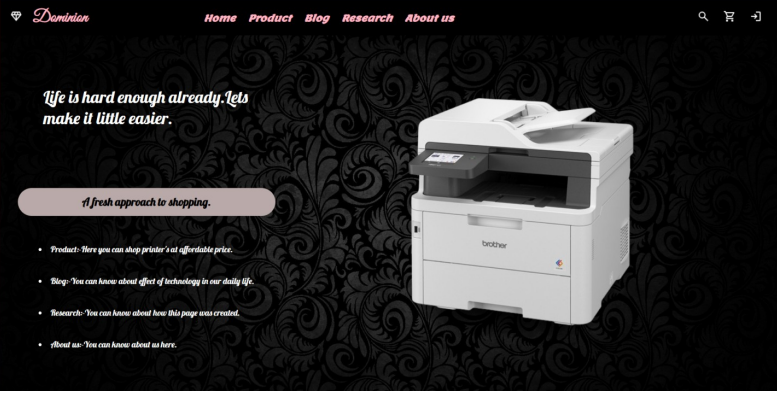 Dominion
Home Product Blog Research About us
Life is hard enough already.Lets
make it little easier.
A fresh approach to shopping.
Product:-Here you can shop printer's at affordable price.
Blog:-You can know about effect of technology in our daily life.
Research:-You can know about how this page was created.
About us:-You can know about us here.
brother